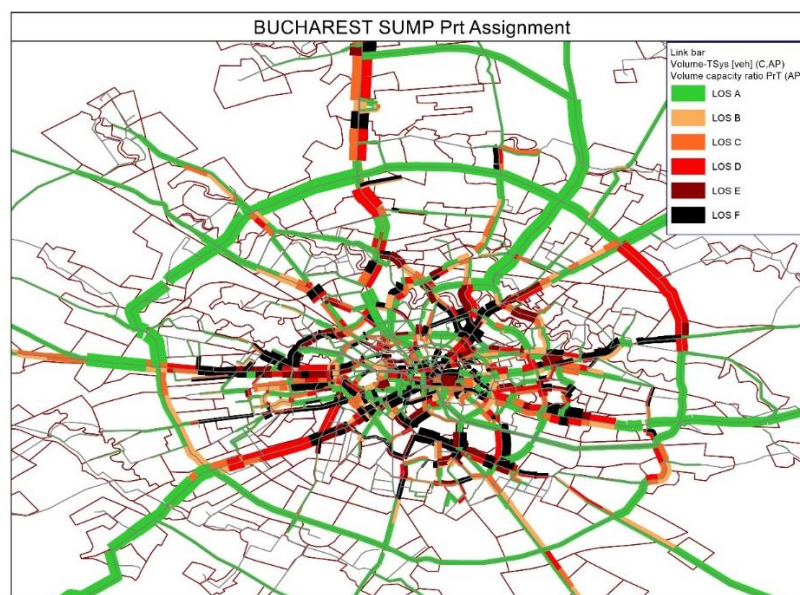 BUCHAREST SUMP Prt Assignment
Link bar
Volume-TSys [veh] (C,AP)
Volume capacity ratio PrT (AP
LOS A
LOS B
LOS C
LOS D
LOS E
LOS F